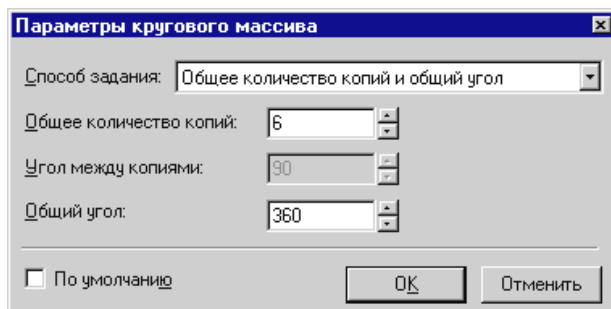 Параметры кругового массива
Способ задания: Общее количество копий и общий угол
Общее количество копий: 6
Угол между копиями: 90
Общий угол: 360
По умолчанию OK Отменить